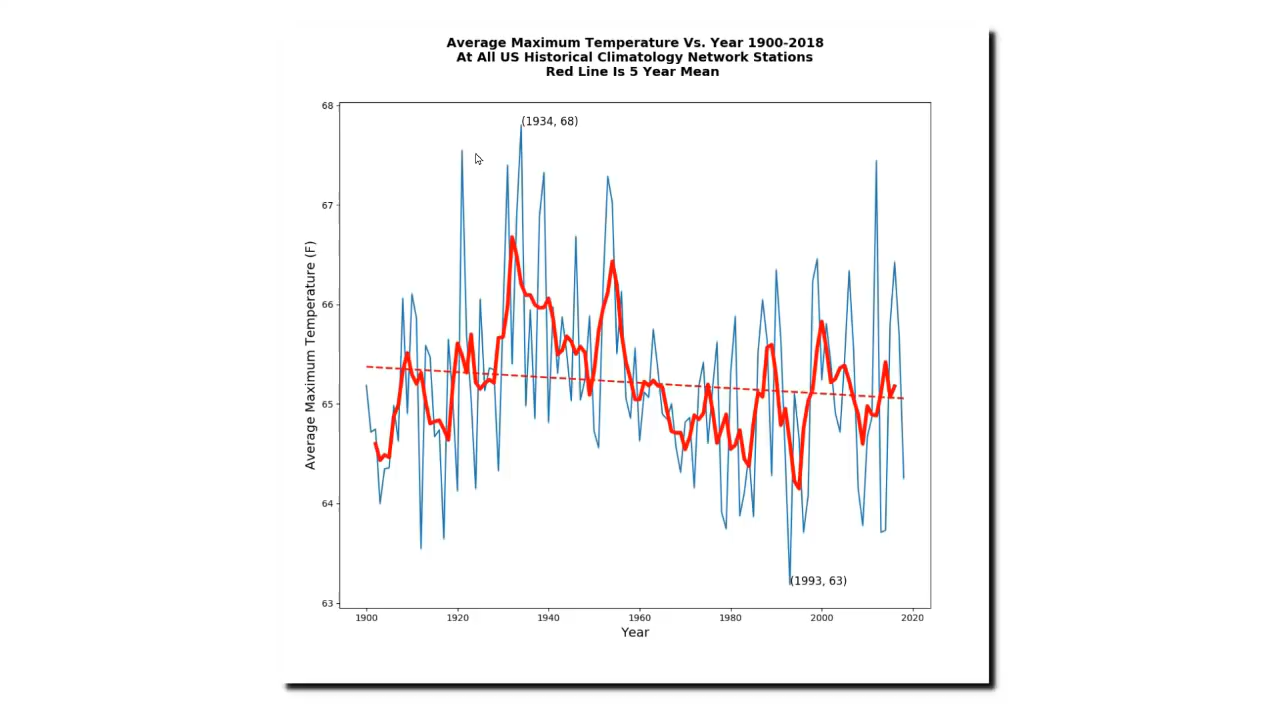 Average Maximum Temperature Vs. Year 1900-2018
At All US Historical Climatology Network Stations
Red Line Is 5 Year Mean
68
(1934, 68)
67
66
65
64
63
Average Maximum Temperature (F)
(1993, 63)
1900 1920 1940 1960 1980 2000 2020
Year